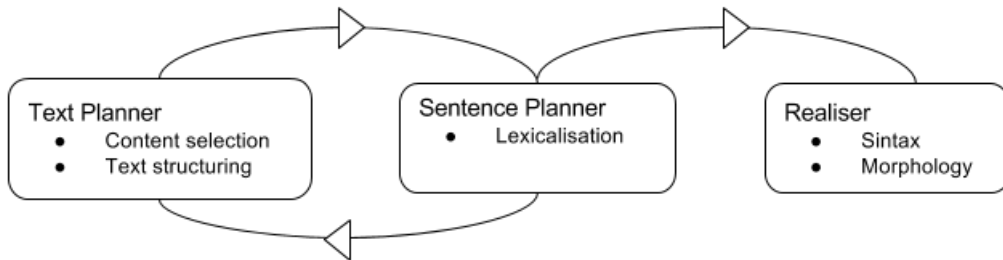 Text Planner
● Content selection
● Text structuring
Sentence Planner
● Lexicalisation
Realiser
● Sintax
● Morphology